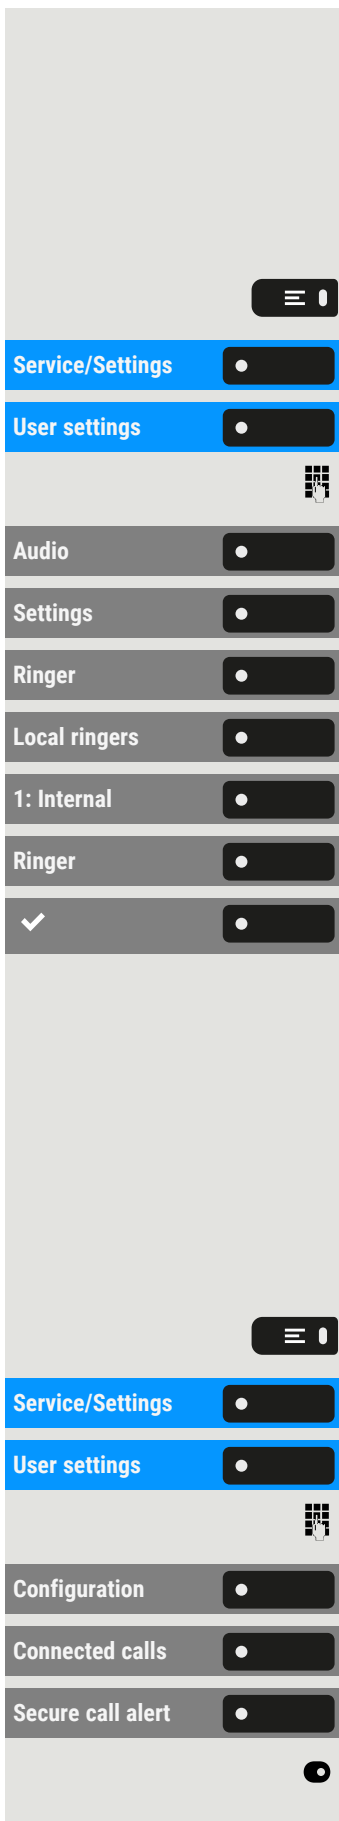 Service/Settings
User settings
Audio
Settings
Ringer
Local ringers
1: Internal
Ringer
Service/Settings
User settings
Configuration
Connected calls
Secure call alert